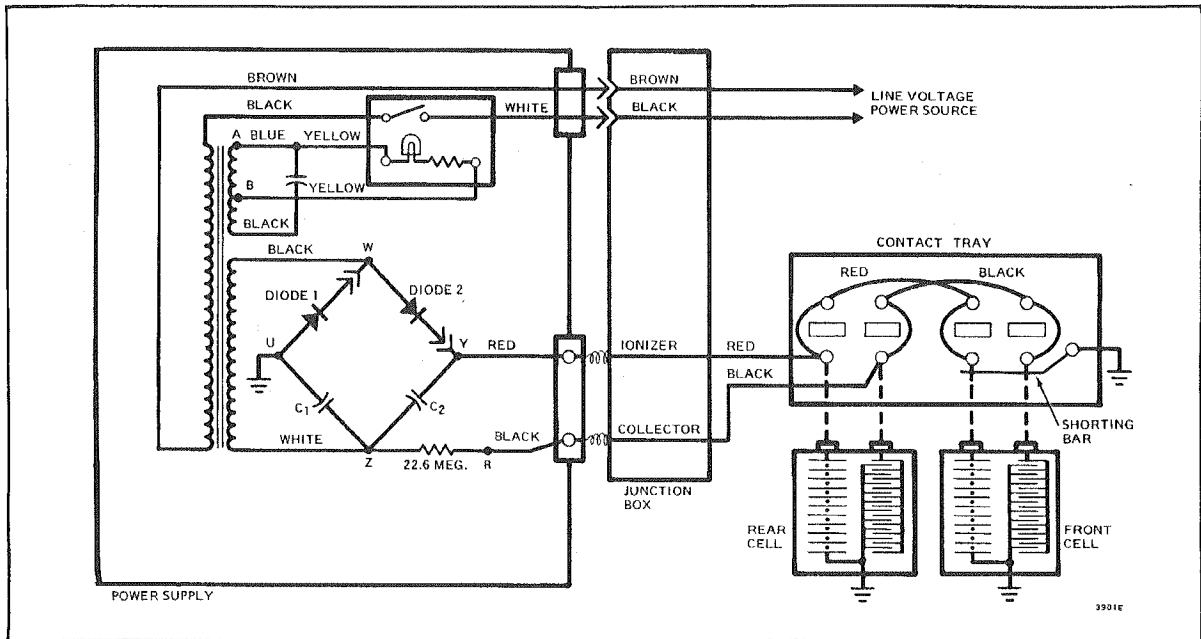 BROWN
BROWN
BLACK
WHITE
BLACK
LINE VOLTAGE
POWER SOURCE
A
BLUE
YELLOW
B
YELLOW
BLACK
BLACK
W
DIODE 1
DIODE 2
U
Y
RED
IONIZER
RED
BLACK
C1
C2
WHITE
Z
22.6 MEG.
R
BLACK
COLLECTOR
JUNCTION
BOX
CONTACT TRAY
RED
BLACK
SHORTING
BAR
REAR
CELL
FRONT
CELL
POWER SUPPLY
3901E